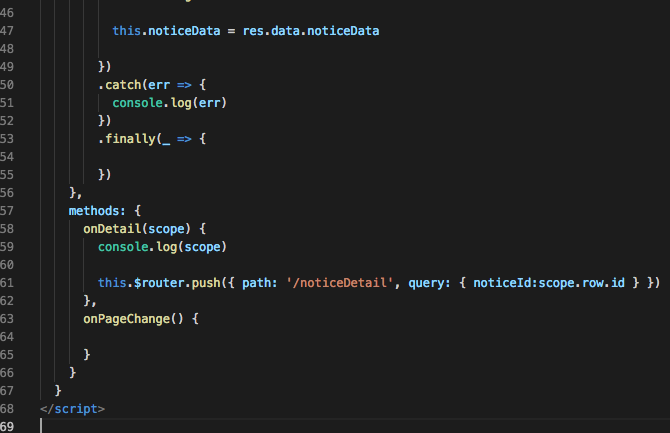 46
47 this.noticeData = res.data.noticeData
48
49 })
50 .catch(err => {
51 console.log(err)
52 })
53 .finally(_ => {
54
55 })
56 },
57 methods: {
58 onDetail(scope) {
59 console.log(scope)
60
61 this.$router.push({ path: '/noticeDetail', query: { noticeId:scope.row.id } })
62 },
63 onPageChange() {
64
65 }
66 }
67 }
68 </script>
69